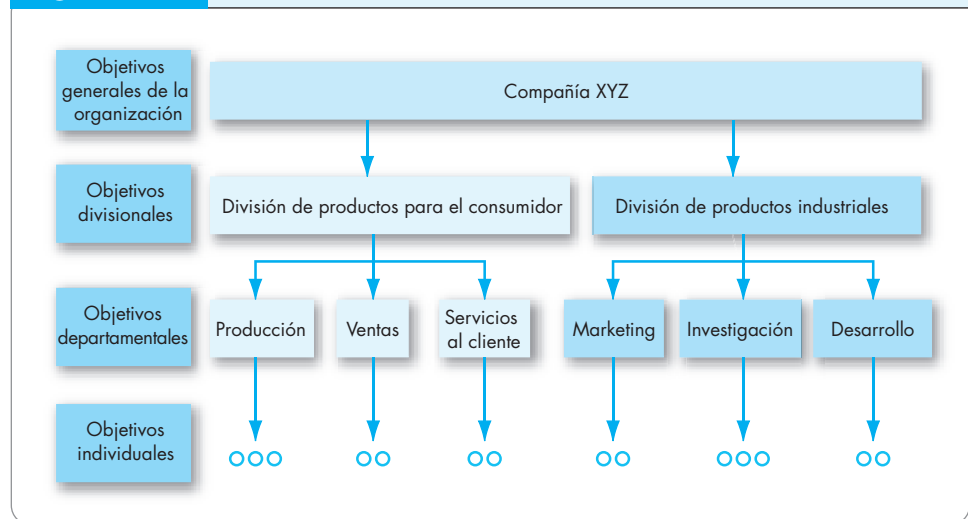 Objetivos
generales de la
organización
Compañía XYZ
Objetivos
divisionales
División de productos para el consumidor
División de productos industriales
Objetivos
departamentales
Producción
Ventas
Servicios
al cliente
Marketing
Investigación
Desarrollo
Objetivos
individuales